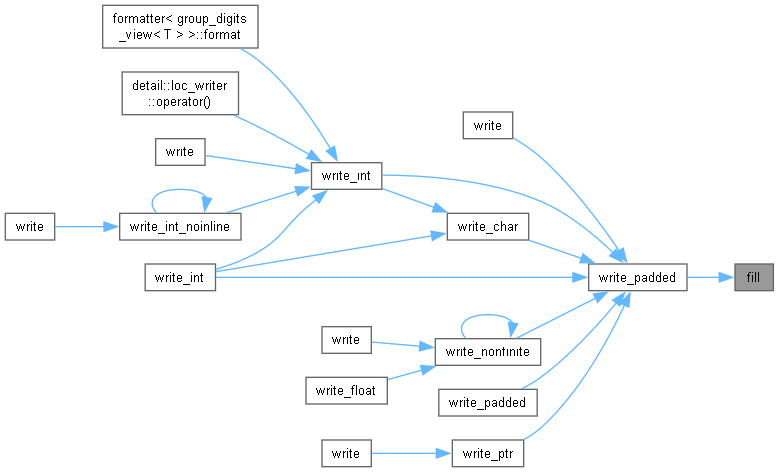 formatter< group_digits
_view< T > >::format
detail::loc_writer
::operator()
write
write
write_int
write
write_int_noinline
write_char
write_int
write_padded
fill
write
write_nonfinite
write_float
write_padded
write
write_ptr